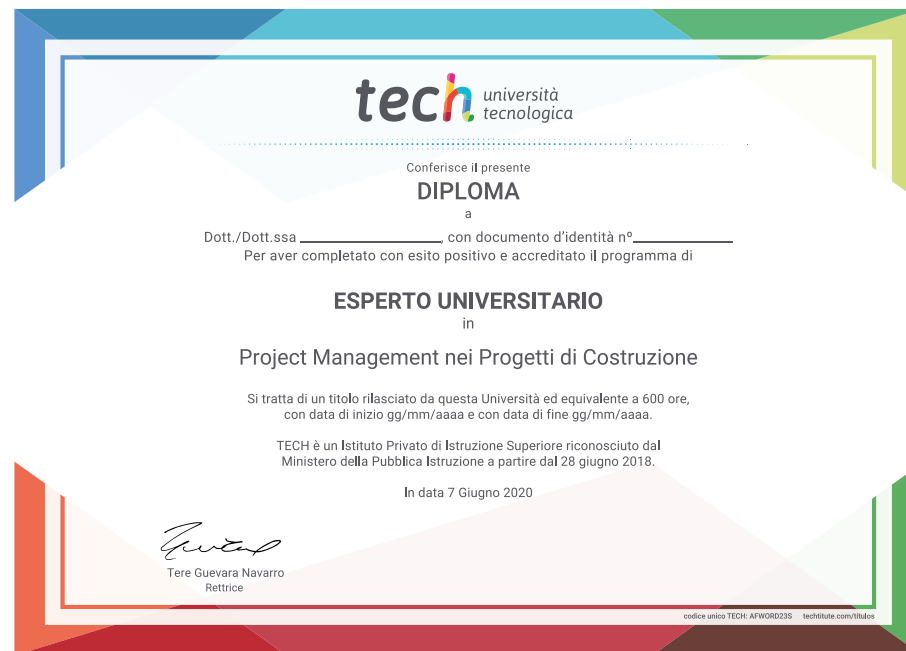 tech università
tecnologica
Conferisce il presente
DIPLOMA
a
Dott./Dott.ssa ________________, con documento d'identità nº____________
Per aver completato con esito positivo e accreditato il programma di
ESPERTO UNIVERSITARIO
in
Project Management nei Progetti di Costruzione
Si tratta di un titolo rilasciato da questa Università ed equivalente a 600 ore,
con data di inizio gg/mm/aaaa e con data di fine gg/mm/aaaa.
TECH è un Istituto Privato di Istruzione Superiore riconosciuto dal
Ministero della Pubblica Istruzione a partire dal 28 giugno 2018.
In data 7 Giugno 2020
Tere Guevara Navarro
Rettrice
codice unico TECH: AFWORD23S techtitute.com/titulos